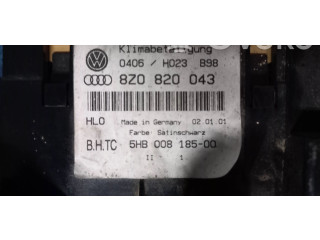 Klimabetätigung
0406 / H023 B98
8Z0 820 043
HLO Made in Germany 02.01.01
Farbe: Satinschwarz
B.H.TC 5HB 008 185-00
II 1